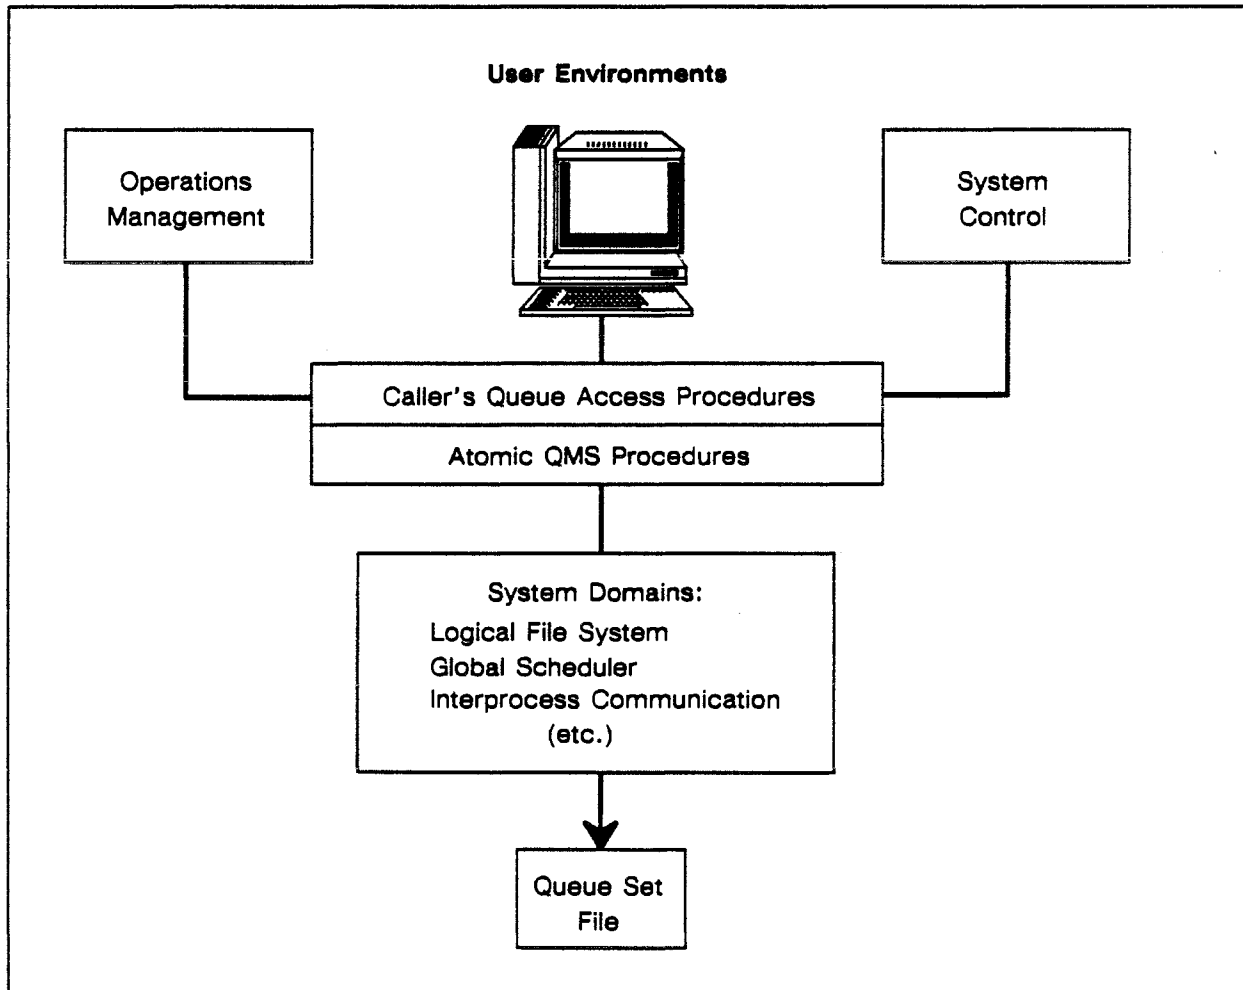 User Environments
Operations
Management
System
Control
Caller's Queue Access Procedures
Atomic QMS Procedures
System Domains:
Logical File System
Global Scheduler
Interprocess Communication
(etc.)
Queue Set
File